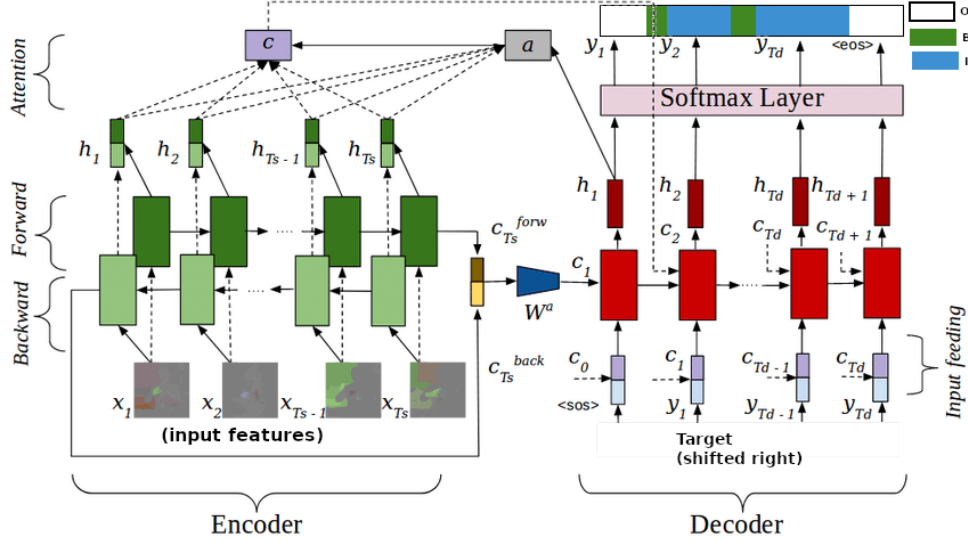 Attention
c
a
y1
y2
yTd
<eos>
O
Softmax Layer
h1
h2
hTs - 1
hTs
h1
h2
hTd
hTd + 1
Forward
Backward
cTs^forw
cTs^back
W^a
c1
c2
cTd
cTd + 1
x1
x2
xTs - 1
xTs
(input features)
c0
c1
cTd - 1
cTd
<sos>
y1
yTd - 1
yTd
Input feeding
Target
(shifted right)
Encoder
Decoder